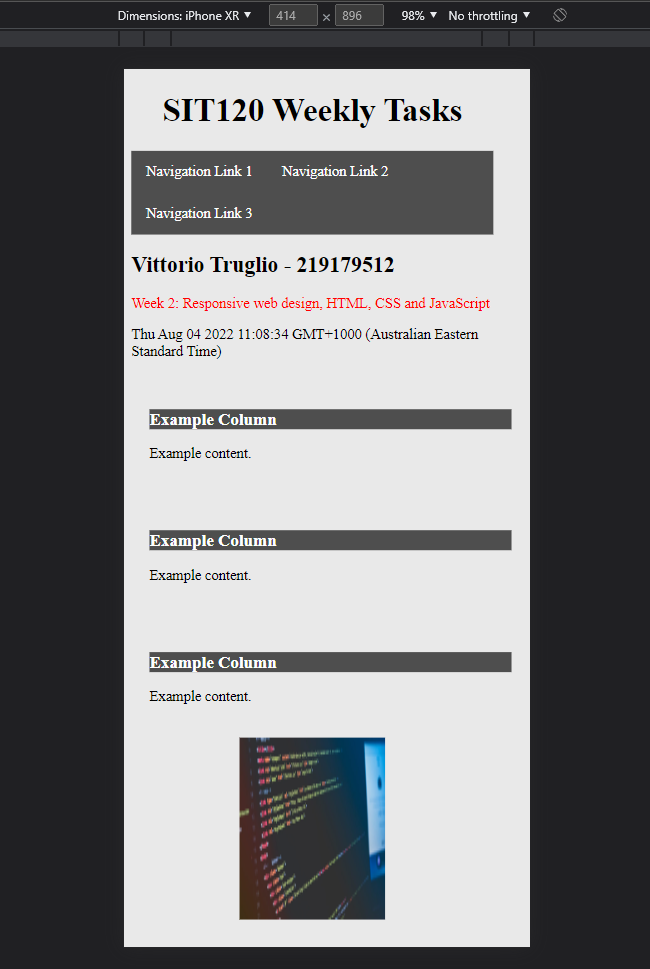 Dimensions: iPhone XR ▼ 414 × 896 98% ▼ No throttling ▼
SIT120 Weekly Tasks
Navigation Link 1 Navigation Link 2
Navigation Link 3
Vittorio Truglio - 219179512
Week 2: Responsive web design, HTML, CSS and JavaScript
Thu Aug 04 2022 11:08:34 GMT+1000 (Australian Eastern
Standard Time)
Example Column
Example content.
Example Column
Example content.
Example Column
Example content.